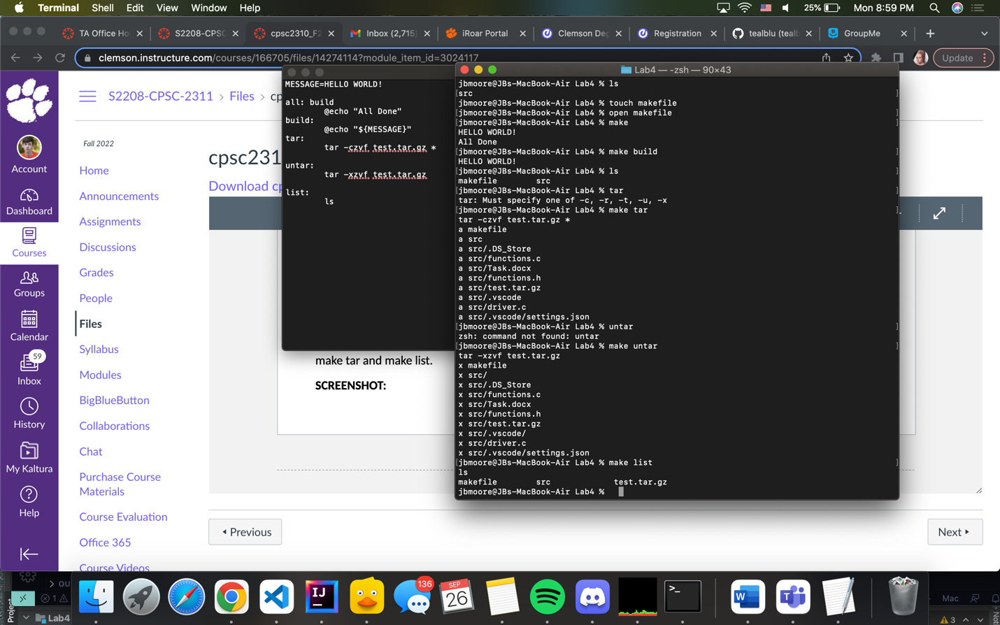 Terminal Shell Edit View Window Help 25% Mon 8:59 PM
TA Office Ho S2208-CPSC cpsc2310_F2 Inbox (2,715) iRoar Portal Clemson Deg Registration tealblu (tealb GroupMe
clemson.instructure.com/courses/166705/files/14274114?module_item_id=3024117 Update
Account
Dashboard
Courses
Groups
Calendar
59
Inbox
History
My Kaltura
Help
S2208-CPSC-2311 > Files > cp
Fall 2022
Home
Announcements
Assignments
Discussions
Grades
People
Files
Syllabus
Modules
BigBlueButton
Collaborations
Chat
Purchase Course
Materials
Course Evaluation
Office 365
Course Videos
cpsc231
Download cp
make tar and make list.
SCREENSHOT:
Previous
Next
MESSAGE=HELLO WORLD!
all: build
@echo "All Done"
build:
@echo "${MESSAGE}"
tar:
tar -czvf test.tar.gz *
untar:
tar -xzvf test.tar.gz
list:
ls
Lab4 — -zsh — 90×43
jbmoore@JBs-MacBook-Air Lab4 % ls
src
[jbmoore@JBs-MacBook-Air Lab4 % touch makefile ]
[jbmoore@JBs-MacBook-Air Lab4 % open makefile ]
[jbmoore@JBs-MacBook-Air Lab4 % make ]
HELLO WORLD!
All Done
[jbmoore@JBs-MacBook-Air Lab4 % make build ]
HELLO WORLD!
[jbmoore@JBs-MacBook-Air Lab4 % ls ]
makefile src
[jbmoore@JBs-MacBook-Air Lab4 % tar ]
tar: Must specify one of -c, -r, -t, -u, -x
[jbmoore@JBs-MacBook-Air Lab4 % make tar ]
tar -czvf test.tar.gz *
a makefile
a src
a src/.DS_Store
a src/functions.c
a src/Task.docx
a src/functions.h
a src/test.tar.gz
a src/.vscode
a src/driver.c
a src/.vscode/settings.json
[jbmoore@JBs-MacBook-Air Lab4 % untar ]
zsh: command not found: untar
[jbmoore@JBs-MacBook-Air Lab4 % make untar ]
tar -xzvf test.tar.gz
x makefile
x src/
x src/.DS_Store
x src/functions.c
x src/Task.docx
x src/functions.h
x src/test.tar.gz
x src/.vscode/
x src/driver.c
x src/.vscode/settings.json
[jbmoore@JBs-MacBook-Air Lab4 % make list ]
ls
makefile src test.tar.gz
jbmoore@JBs-MacBook-Air Lab4 %
> OU
1
Project
Lab4
IJ
136
SEP
26
>_
W
T
Mac
3